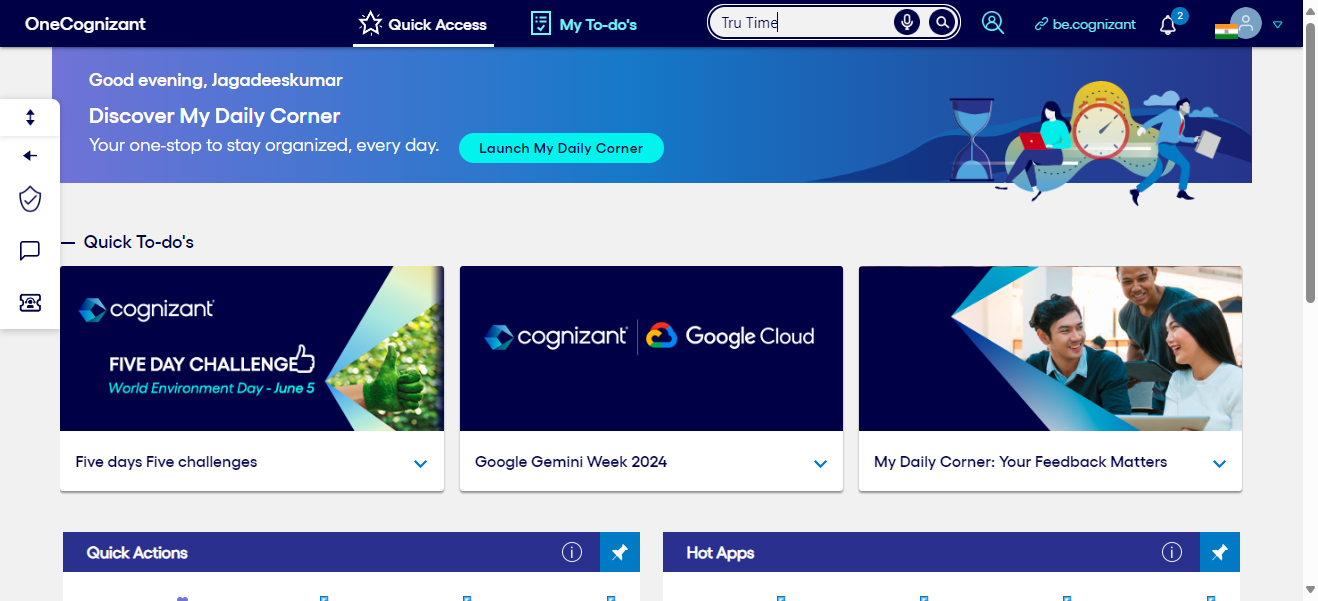 OneCognizant
Quick Access
My To-do's
Tru Time
be.cognizant
2
Good evening, Jagadeeskumar
Discover My Daily Corner
Your one-stop to stay organized, every day.
Launch My Daily Corner
Quick To-do's
cognizant
FIVE DAY CHALLENGE
World Environment Day - June 5
Five days Five challenges
cognizant
Google Cloud
Google Gemini Week 2024
My Daily Corner: Your Feedback Matters
Quick Actions
Hot Apps